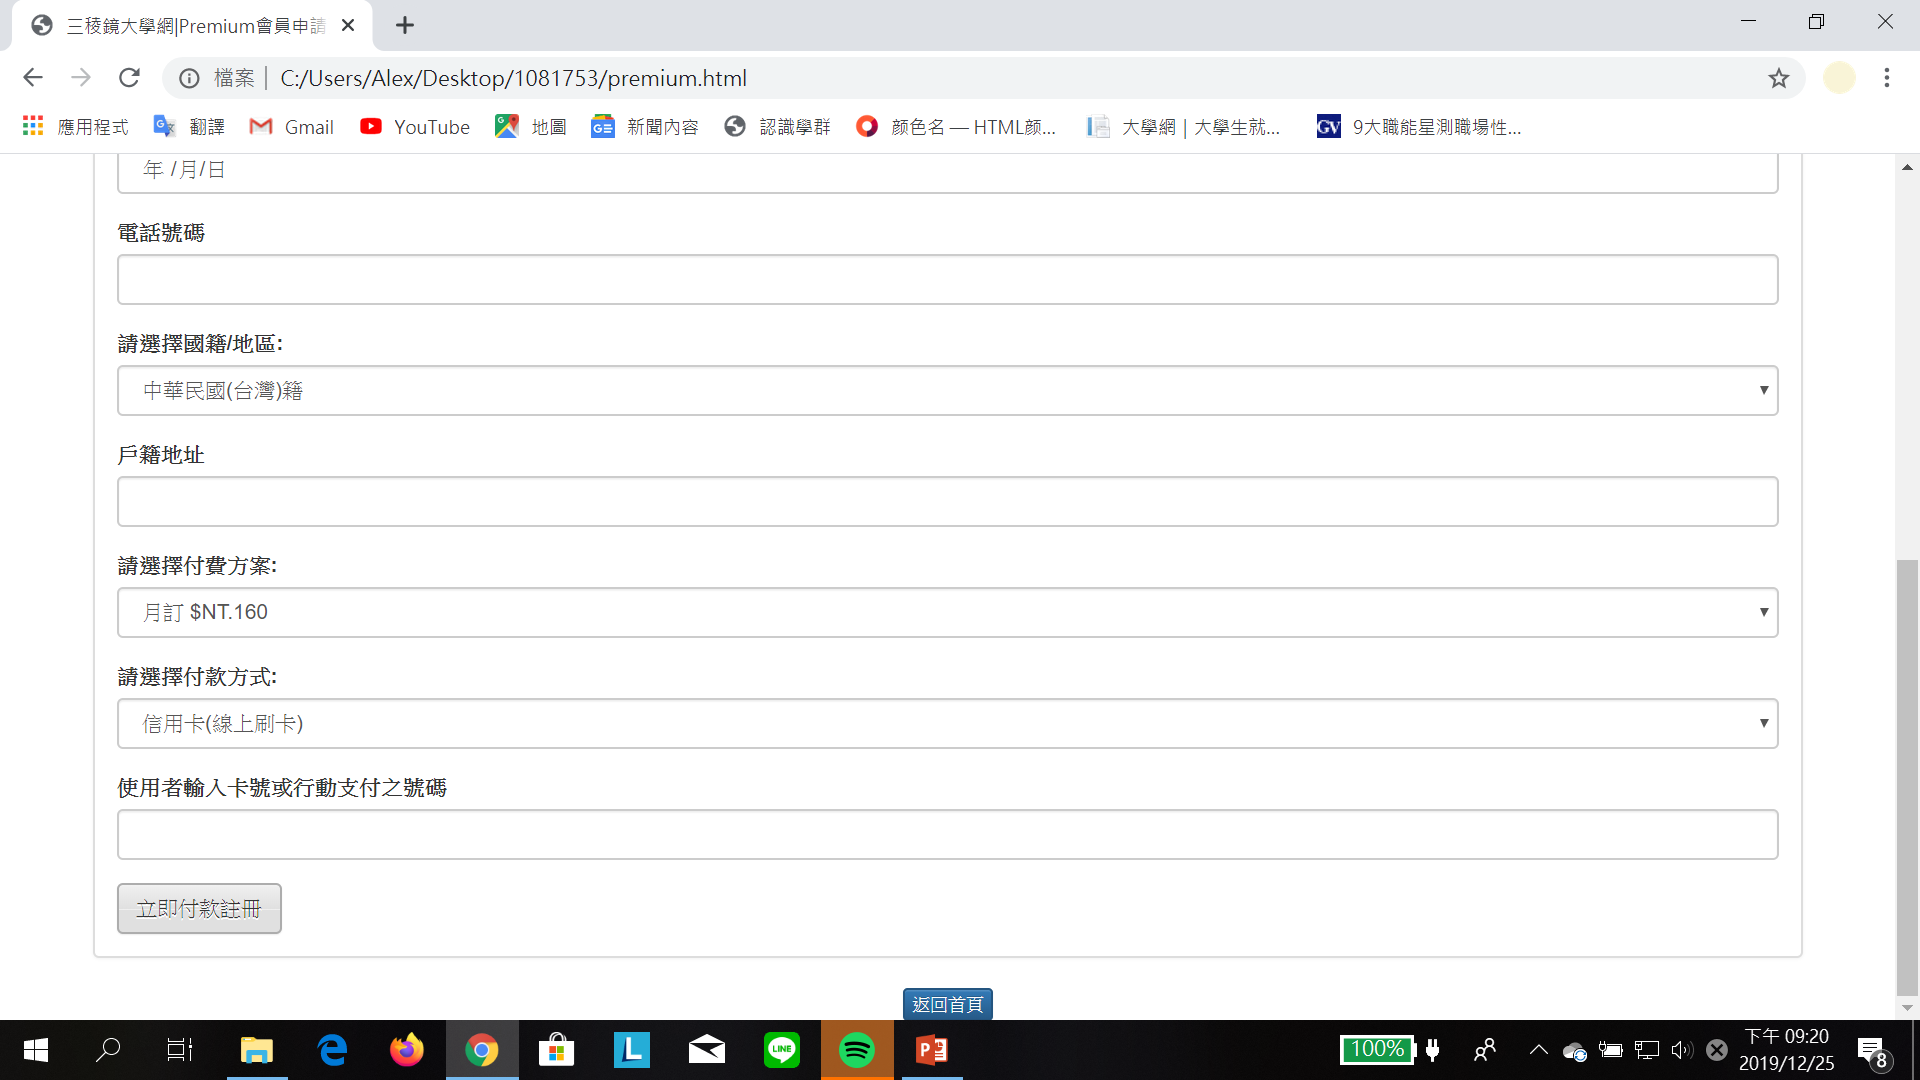 三稜鏡大學網|Premium會員申請
檔案 C:/Users/Alex/Desktop/1081753/premium.html
應用程式 翻譯 Gmail YouTube 地圖 新聞內容 認識學群 颜色名 — HTML颜... 大學網 | 大學生就... GV 9大職能星測職場性...
年 /月/日
電話號碼
請選擇國籍/地區:
中華民國(台灣)籍
戶籍地址
請選擇付費方案:
月訂 $NT.160
請選擇付款方式:
信用卡(線上刷卡)
使用者輸入卡號或行動支付之號碼
立即付款註冊
返回首頁
100%
下午 09:20
2019/12/25
8